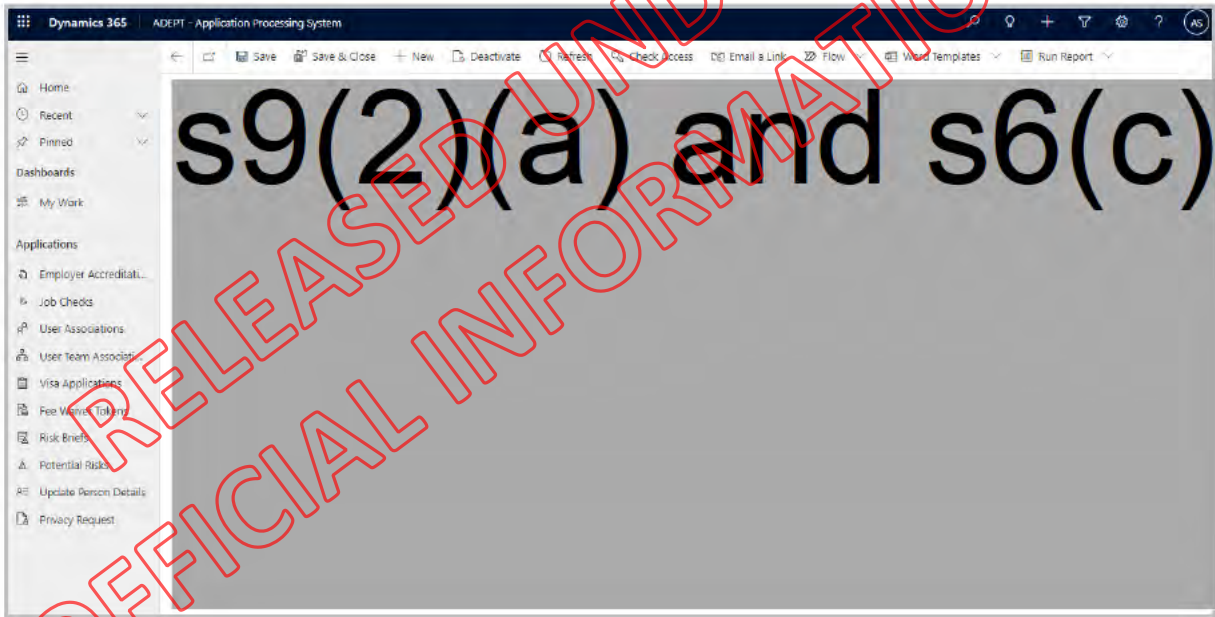 Dynamics 365 ADEPT - Application Processing System ? AS
Save Save & Close New Deactivate Refresh Check Access Email a Link Flow Word Templates Run Report
Home
Recent
Pinned
Dashboards
My Work
Applications
Employer Accreditati...
Job Checks
User Associations
User Team Associati...
Visa Applications
Fee Waiver Tokens
Risk Briefs
Potential Risks
Update Person Details
Privacy Request
s9(2)(a) and s6(c)
RELEASED UND
OFFICIAL INFORMATIO